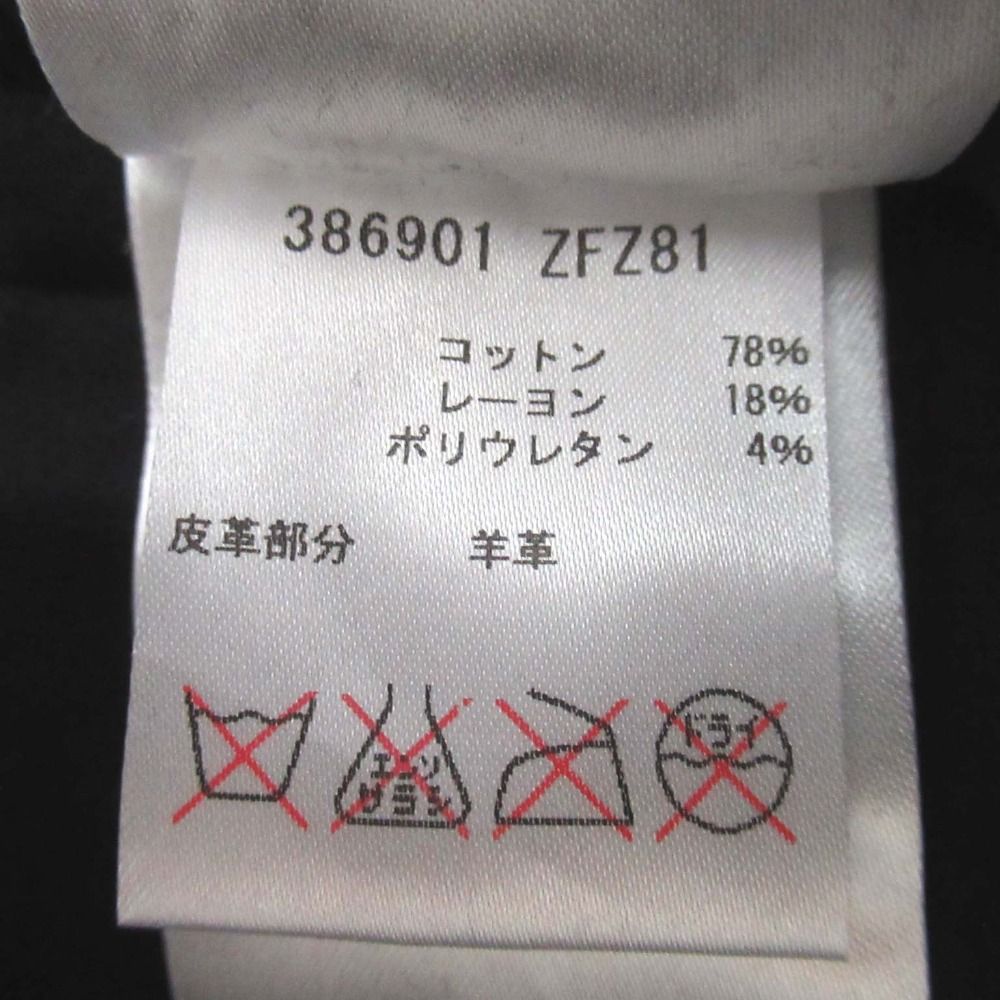 386901 ZFZ81
コットン 78%
レーヨン 18%
ポリウレタン 4%
皮革部分 羊革
エンソ
サラシ
ドライ